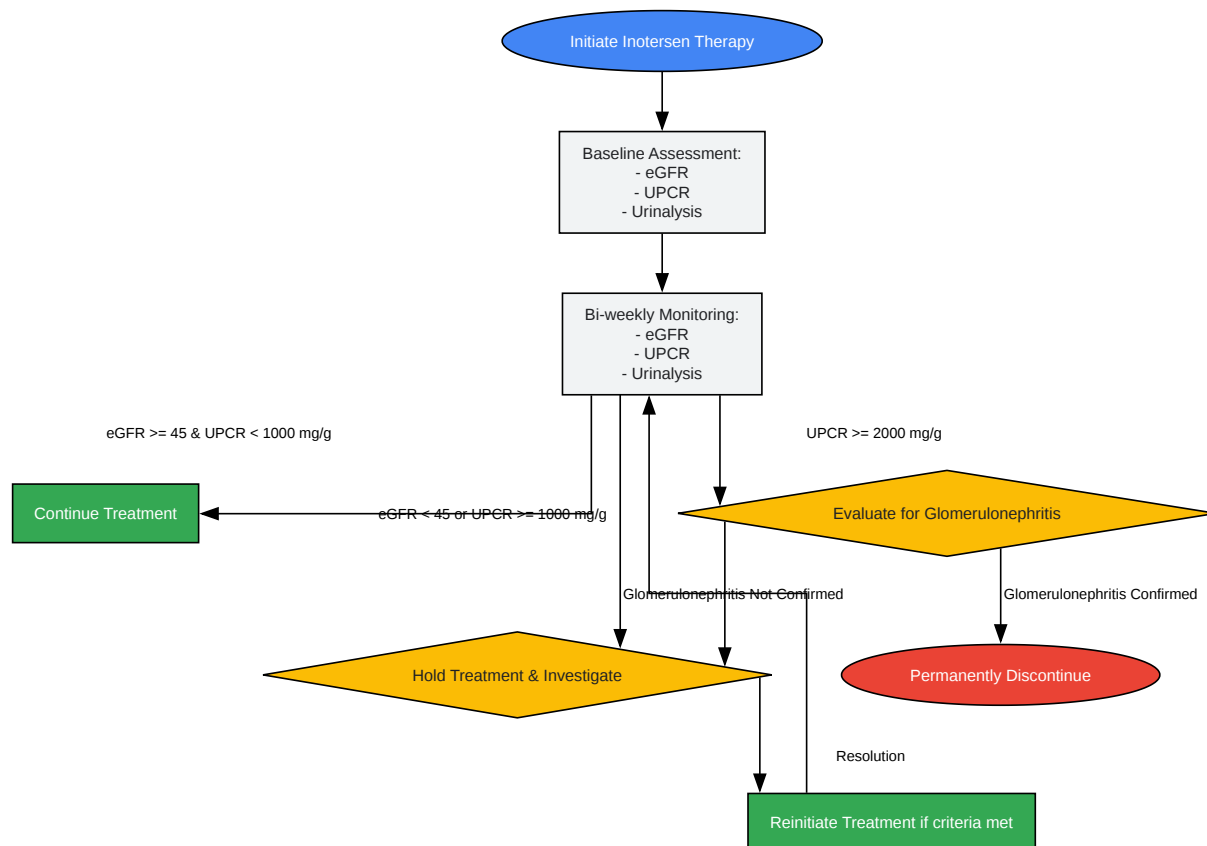 Initiate Inotersen Therapy
Baseline Assessment:
- eGFR
- UPCR
- Urinalysis
Bi-weekly Monitoring:
- eGFR
- UPCR
- Urinalysis
eGFR >= 45 & UPCR < 1000 mg/g
UPCR >= 2000 mg/g
Continue Treatment
eGFR < 45 or UPCR >= 1000 mg/g
Evaluate for Glomerulonephritis
Glomerulonephritis Not Confirmed
Glomerulonephritis Confirmed
Hold Treatment & Investigate
Permanently Discontinue
Resolution
Reinitiate Treatment if criteria met